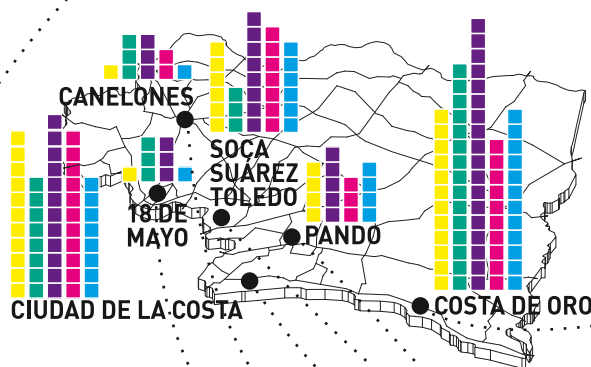 CANELONES
SOCA
SUÁREZ
TOLEDO
18 DE
MAYO
PANDO
CIUDAD DE LA COSTA
COSTA DE ORO